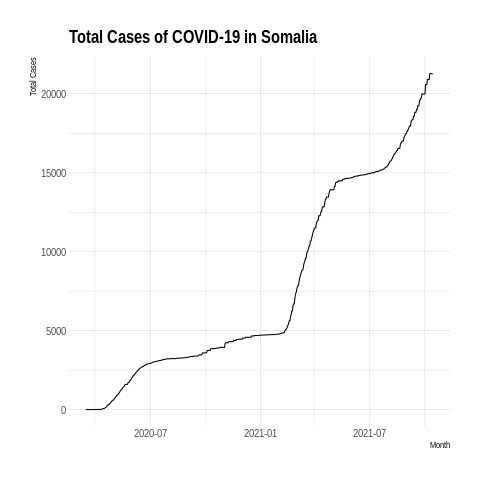 Total Cases of COVID-19 in Somalia
Total Cases
20000
15000
10000
5000
0
2020-07 2021-01 2021-07
Month